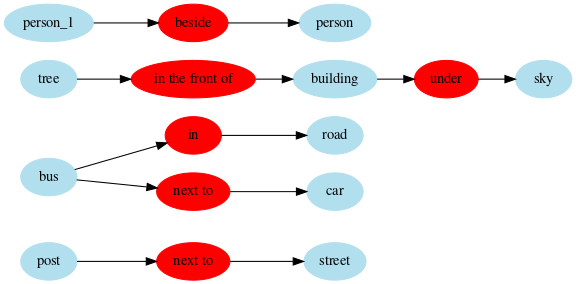 person_1 beside person
tree in the front of building under sky
in road
bus
next to car
post next to street